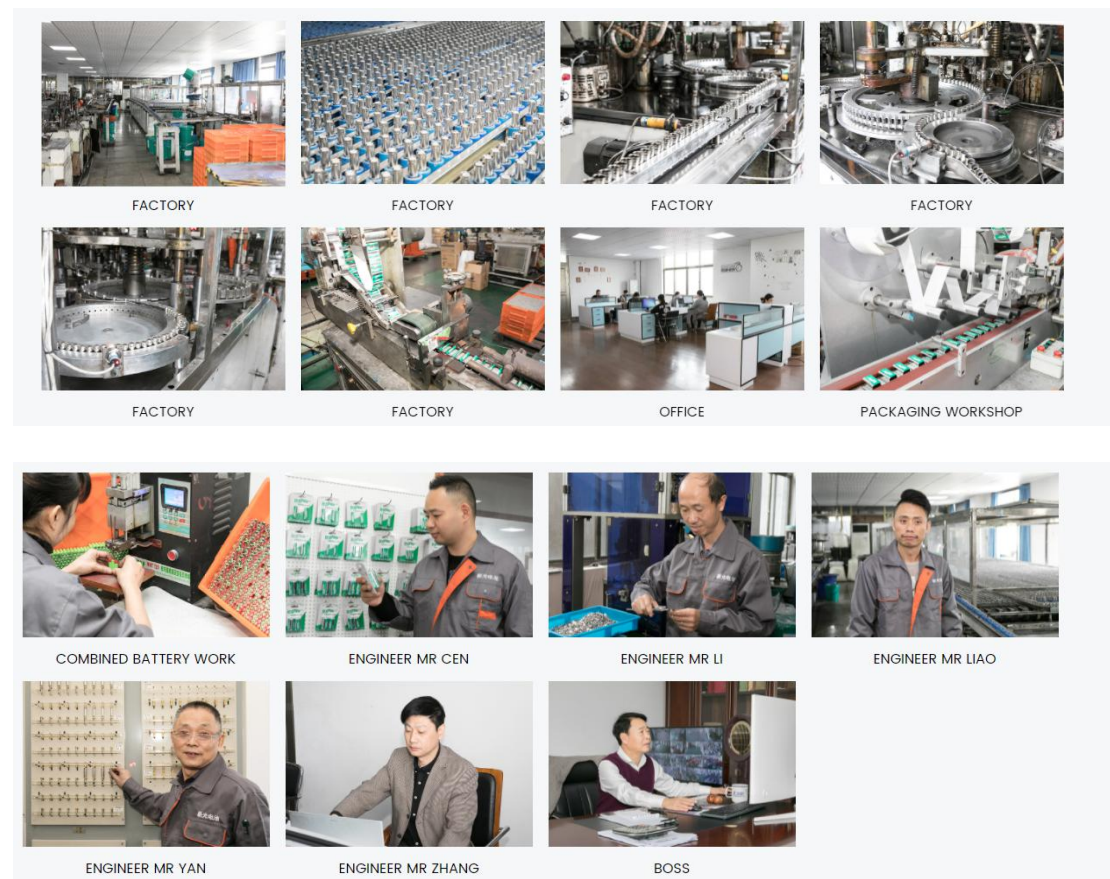 FACTORY
FACTORY
FACTORY
FACTORY
FACTORY
FACTORY
OFFICE
PACKAGING WORKSHOP
COMBINED BATTERY WORK
ENGINEER MR CEN
ENGINEER MR LI
ENGINEER MR LIAO
ENGINEER MR YAN
ENGINEER MR ZHANG
BOSS